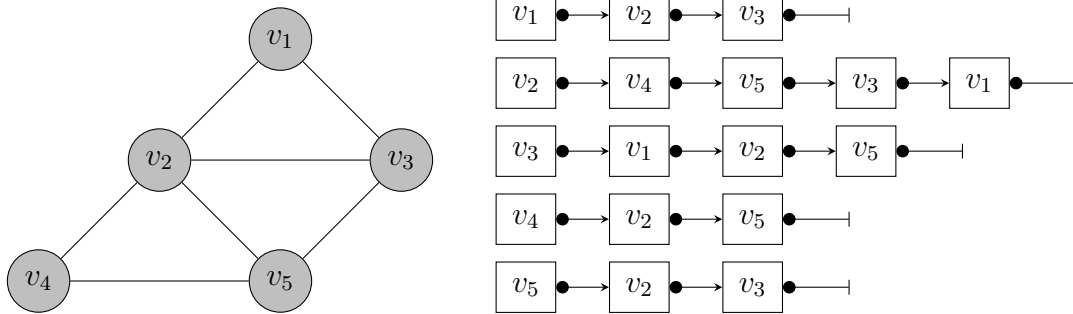 v₁
v₂ v₃
v₄ v₅
v₁ v₂ v₃
v₂ v₄ v₅ v₃ v₁
v₃ v₁ v₂ v₅
v₄ v₂ v₅
v₅ v₂ v₃